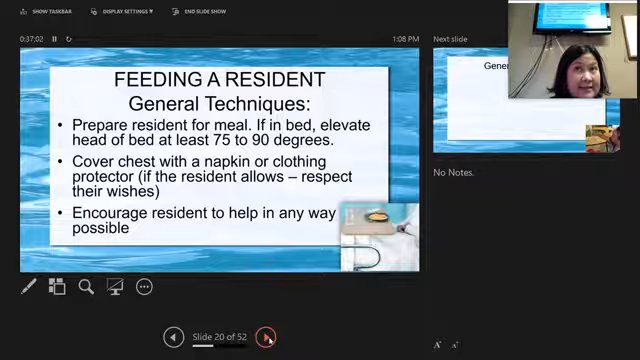 SHOW TASKBAR
DISPLAY SETTINGS ▼
END SLIDE SHOW
0:37:02
1:08 PM
Next slide
FEEDING A RESIDENT
General Techniques:
• Prepare resident for meal. If in bed, elevate
head of bed at least 75 to 90 degrees.
• Cover chest with a napkin or clothing
protector (if the resident allows – respect
their wishes)
• Encourage resident to help in any way
possible
No Notes.
Slide 20 of 52
A A